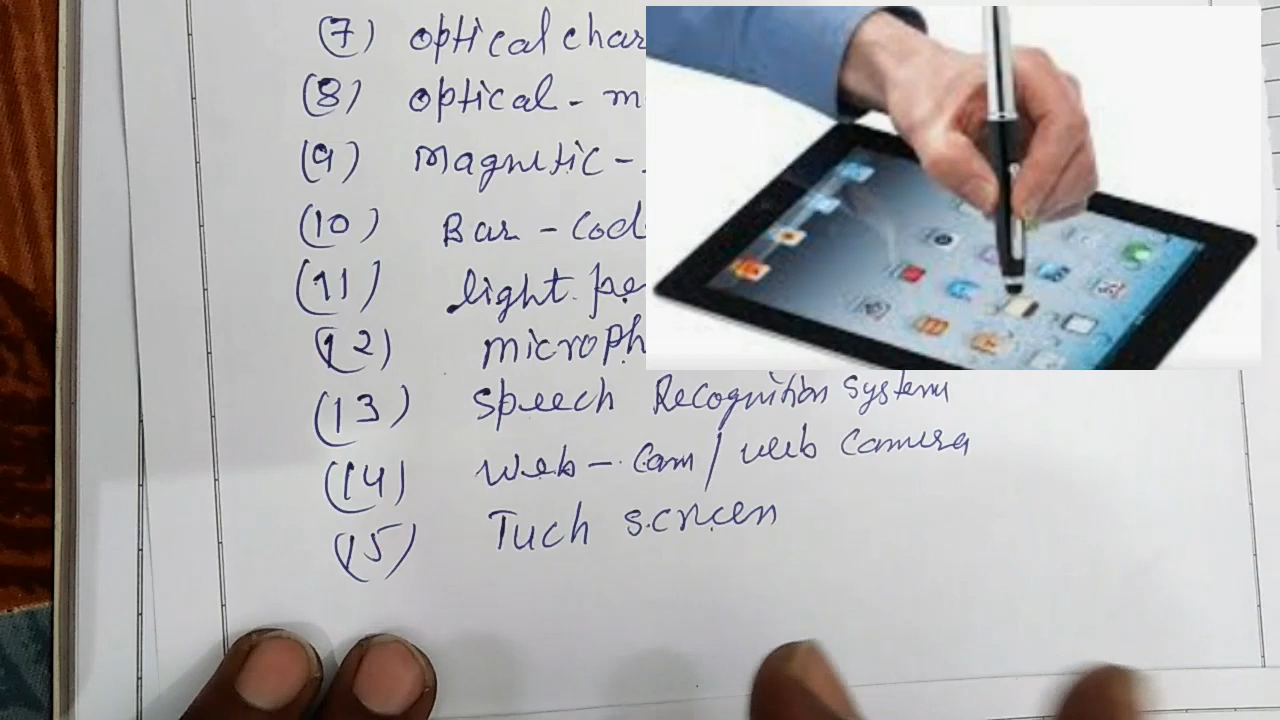 (7) optical char
(8) optical - m
(9) Magnetic -
(10) Bar - Cod
(11) light. pe
(12) microph
(13) Speech Recognition System
(14) Web - Cam / web camera
(15) Tuch screen